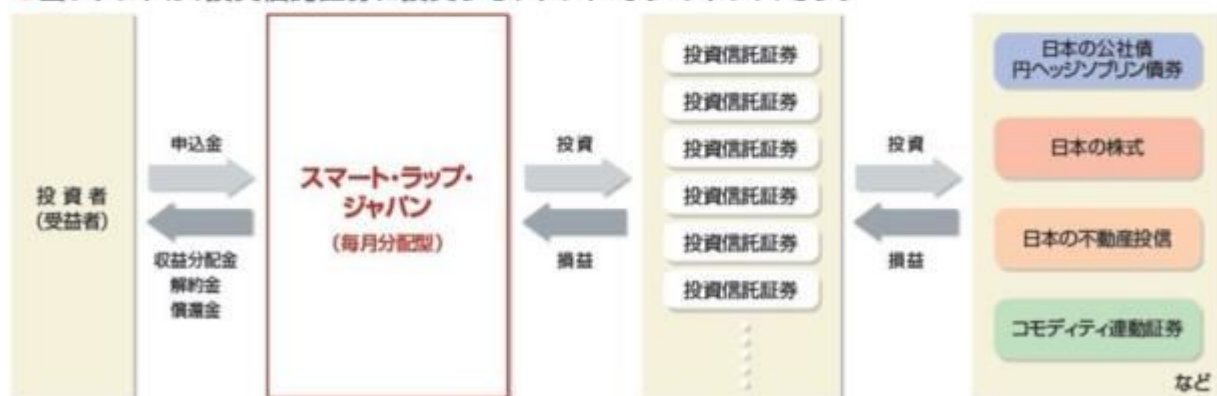 投資者
(受益者)
申込金
収益分配金
解約金
償還金
スマート・ラップ・
ジャパン
(毎月分配型)
投資
損益
投資信託証券
投資信託証券
投資信託証券
投資信託証券
投資信託証券
投資信託証券
投資
損益
日本の公社債
円ヘッジソブリン債券
日本の株式
日本の不動産投信
コモディティ連動証券
など